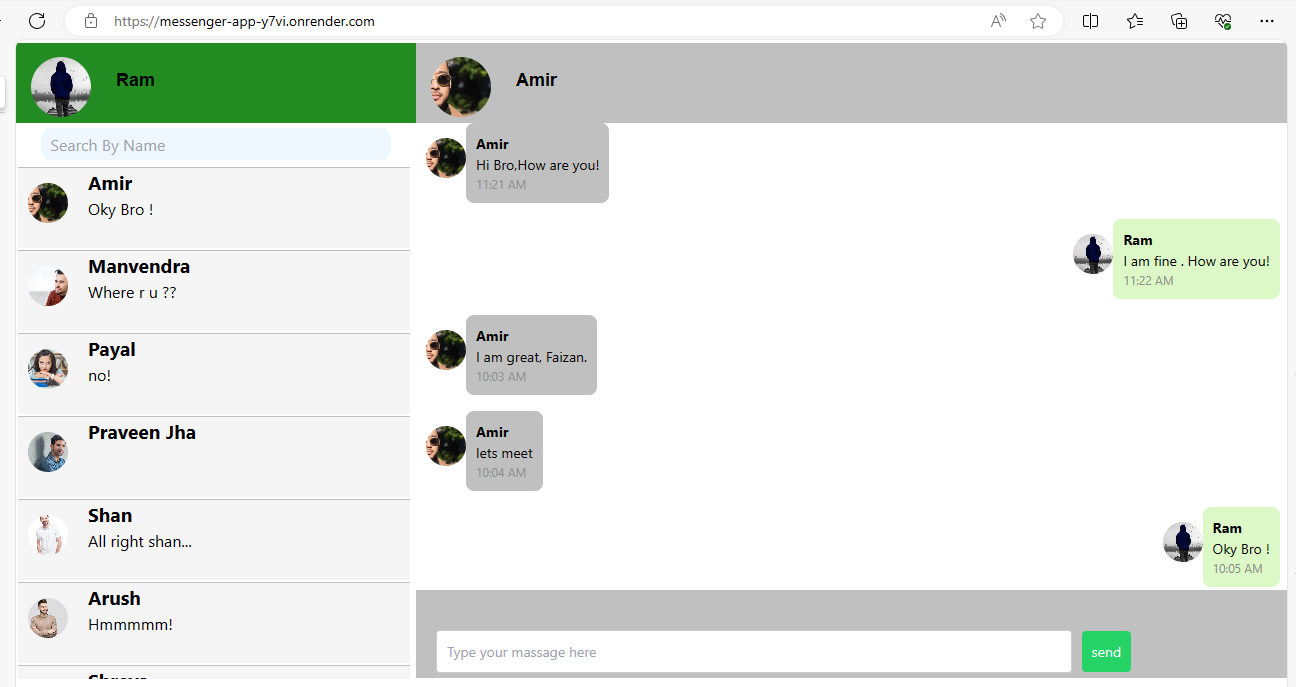 https://messenger-app-y7vi.onrender.com
Ram
Search By Name
Amir
Oky Bro !
Manvendra
Where r u ??
Payal
no!
Praveen Jha
Shan
All right shan...
Arush
Hmmmmm!
Amir
Amir
Hi Bro,How are you!
11:21 AM
Ram
I am fine . How are you!
11:22 AM
Amir
I am great, Faizan.
10:03 AM
Amir
lets meet
10:04 AM
Ram
Oky Bro !
10:05 AM
Type your massage here
send